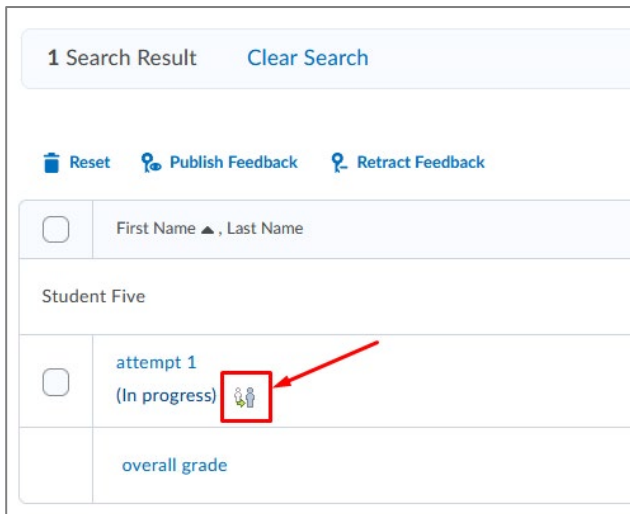 1 Search Result Clear Search
Reset Publish Feedback Retract Feedback
First Name ▲ , Last Name
Student Five
attempt 1
(In progress)
overall grade